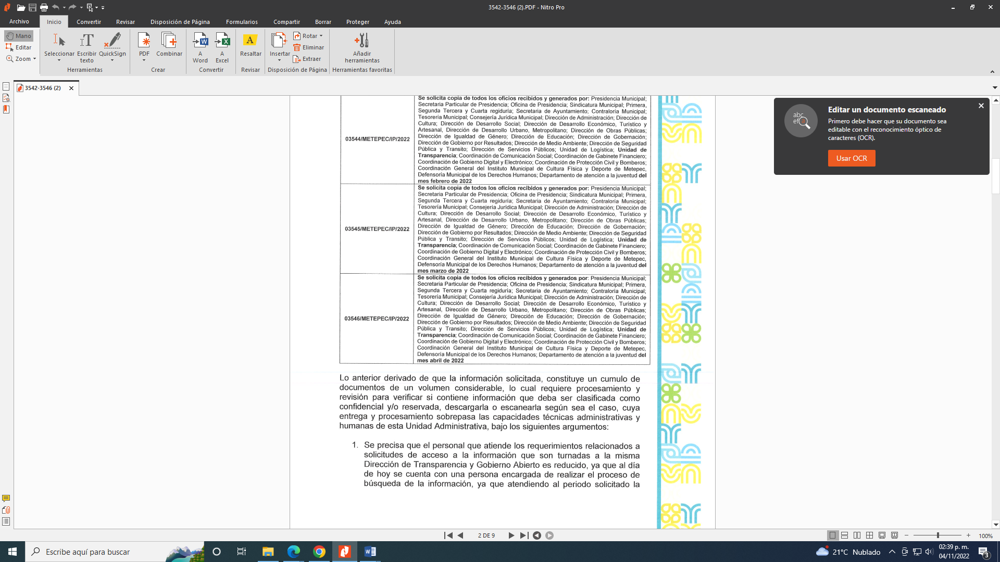 3542-3546 (2).PDF - Nitro Pro
Archivo
Inicio
Convertir
Revisar
Disposición de Página
Formularios
Compartir
Borrar
Proteger
Ayuda
Mano
Editar
Zoom
Seleccionar
Escribir texto
QuickSign
Herramientas
PDF
Combinar
Crear
A Word
A Excel
Convertir
Resaltar
Revisar
Insertar
Rotar
Eliminar
Extraer
Disposición de Página
Añadir herramientas
Herramientas favoritas
3542-3546 (2)
03544/METEPEC/IP/2022
Se solicita copia de todos los oficios recibidos y generados por: Presidencia Municipal;
Secretaria Particular de Presidencia; Oficina de Presidencia; Sindicatura Municipal; Primera,
Segunda Tercera y Cuarta regiduría; Secretaria de Ayuntamiento; Contraloría Municipal;
Tesorería Municipal; Consejería Jurídica Municipal; Dirección de Administración; Dirección de
Cultura; Dirección de Desarrollo Social; Dirección de Desarrollo Económico, Turístico y
Artesanal, Dirección de Desarrollo Urbano, Metropolitano; Dirección de Obras Públicas;
Dirección de Igualdad de Género; Dirección de Educación; Dirección de Gobernación;
Dirección de Gobierno por Resultados; Dirección de Medio Ambiente; Dirección de Seguridad
Pública y Transito; Dirección de Servicios Públicos; Unidad de Logística; Unidad de
Transparencia; Coordinación de Comunicación Social; Coordinación de Gabinete Financiero;
Coordinación de Gobierno Digital y Electrónico; Coordinación de Protección Civil y Bomberos;
Coordinación General del Instituto Municipal de Cultura Física y Deporte de Metepec,
Defensoría Municipal de los Derechos Humanos; Departamento de atención a la juventud del
mes febrero de 2022
03545/METEPEC/IP/2022
Se solicita copia de todos los oficios recibidos y generados por: Presidencia Municipal;
Secretaria Particular de Presidencia; Oficina de Presidencia; Sindicatura Municipal; Primera,
Segunda Tercera y Cuarta regiduría; Secretaria de Ayuntamiento; Contraloría Municipal;
Tesorería Municipal; Consejería Jurídica Municipal; Dirección de Administración; Dirección de
Cultura; Dirección de Desarrollo Social; Dirección de Desarrollo Económico, Turístico y
Artesanal, Dirección de Desarrollo Urbano, Metropolitano; Dirección de Obras Públicas;
Dirección de Igualdad de Género; Dirección de Educación; Dirección de Gobernación;
Dirección de Gobierno por Resultados; Dirección de Medio Ambiente; Dirección de Seguridad
Pública y Transito; Dirección de Servicios Públicos; Unidad de Logística; Unidad de
Transparencia; Coordinación de Comunicación Social; Coordinación de Gabinete Financiero;
Coordinación de Gobierno Digital y Electrónico; Coordinación de Protección Civil y Bomberos;
Coordinación General del Instituto Municipal de Cultura Física y Deporte de Metepec,
Defensoría Municipal de los Derechos Humanos; Departamento de atención a la juventud del
mes marzo de 2022
03546/METEPEC/IP/2022
Se solicita copia de todos los oficios recibidos y generados por: Presidencia Municipal;
Secretaria Particular de Presidencia; Oficina de Presidencia; Sindicatura Municipal; Primera,
Segunda Tercera y Cuarta regiduría; Secretaria de Ayuntamiento; Contraloría Municipal;
Tesorería Municipal; Consejería Jurídica Municipal; Dirección de Administración; Dirección de
Cultura; Dirección de Desarrollo Social; Dirección de Desarrollo Económico, Turístico y
Artesanal, Dirección de Desarrollo Urbano, Metropolitano; Dirección de Obras Públicas;
Dirección de Igualdad de Género; Dirección de Educación; Dirección de Gobernación;
Dirección de Gobierno por Resultados; Dirección de Medio Ambiente; Dirección de Seguridad
Pública y Transito; Dirección de Servicios Públicos; Unidad de Logística; Unidad de
Transparencia; Coordinación de Comunicación Social; Coordinación de Gabinete Financiero;
Coordinación de Gobierno Digital y Electrónico; Coordinación de Protección Civil y Bomberos;
Coordinación General del Instituto Municipal de Cultura Física y Deporte de Metepec,
Defensoría Municipal de los Derechos Humanos; Departamento de atención a la juventud del
mes abril de 2022
Lo anterior derivado de que la información solicitada, constituye un cumulo de
documentos de un volumen considerable, lo cual requiere procesamiento y
revisión para verificar si contiene información que deba ser clasificada como
confidencial y/o reservada, descargarla o escanearla según sea el caso, cuya
entrega y procesamiento sobrepasa las capacidades técnicas administrativas y
humanas de esta Unidad Administrativa, bajo los siguientes argumentos:
1. Se precisa que el personal que atiende los requerimientos relacionados a
solicitudes de acceso a la información que son turnadas a la misma
Dirección de Transparencia y Gobierno Abierto es reducido, ya que al día
de hoy se cuenta con una persona encargada de realizar el proceso de
búsqueda de la información, ya que atendiendo al periodo solicitado la
Editar un documento escaneado
Primero debe hacer que su documento sea
editable con el reconocimiento óptico de
caracteres (OCR).
Usar OCR
2 DE 9
100%
Escribe aquí para buscar
21°C Nublado
02:39 p. m.
04/11/2022
3